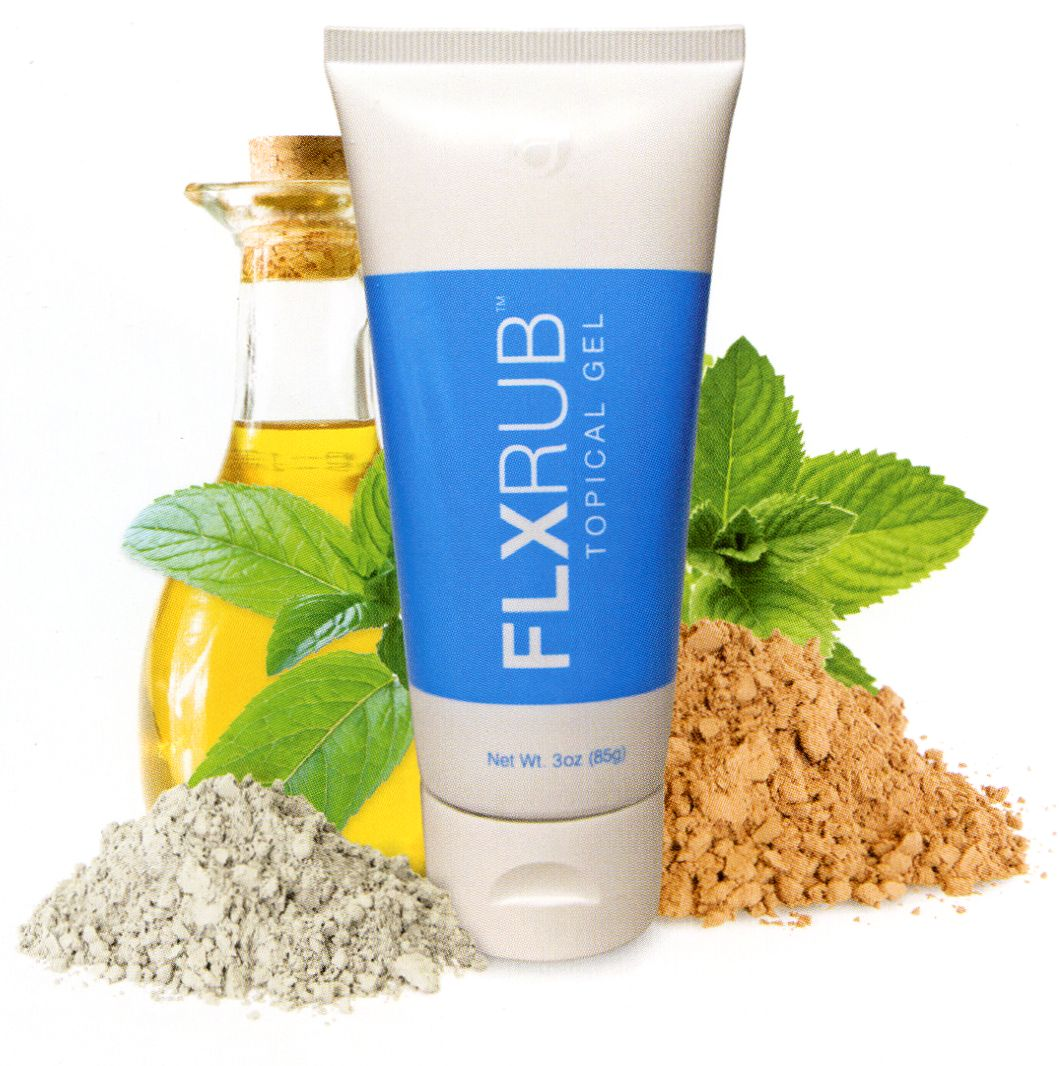 FLXRUB™
TOPICAL GEL
Net Wt. 3oz (85g)